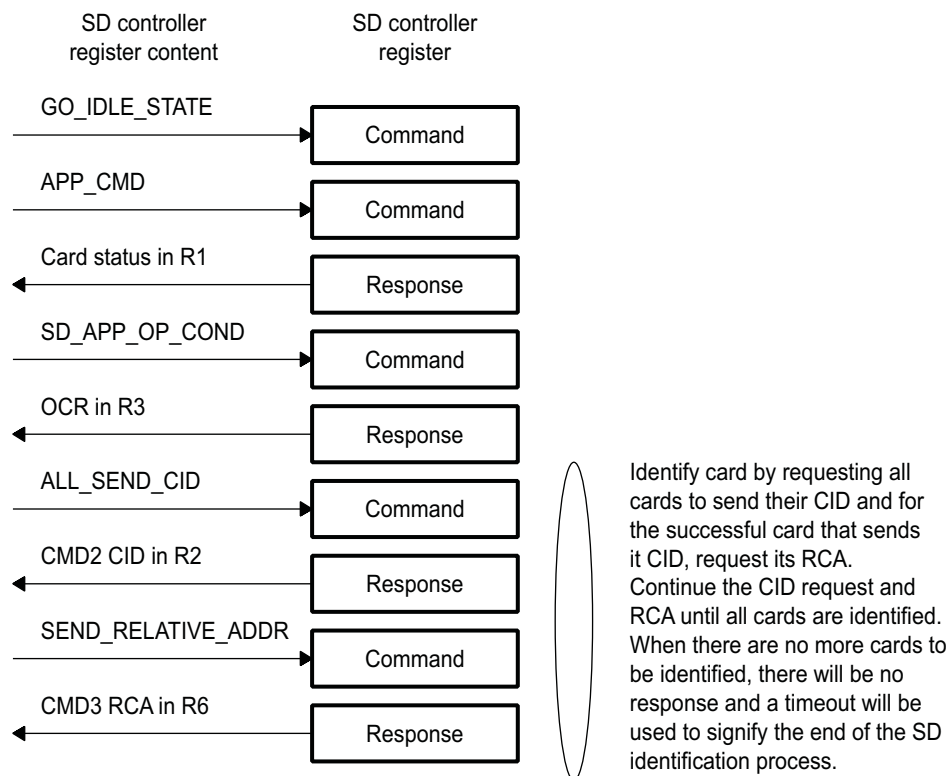 SD controller
register content
SD controller
register
GO_IDLE_STATE
Command
APP_CMD
Command
Card status in R1
Response
SD_APP_OP_COND
Command
OCR in R3
Response
ALL_SEND_CID
Command
CMD2 CID in R2
Response
SEND_RELATIVE_ADDR
Command
CMD3 RCA in R6
Response
Identify card by requesting all
cards to send their CID and for
the successful card that sends
it CID, request its RCA.
Continue the CID request and
RCA until all cards are identified.
When there are no more cards to
be identified, there will be no
response and a timeout will be
used to signify the end of the SD
identification process.